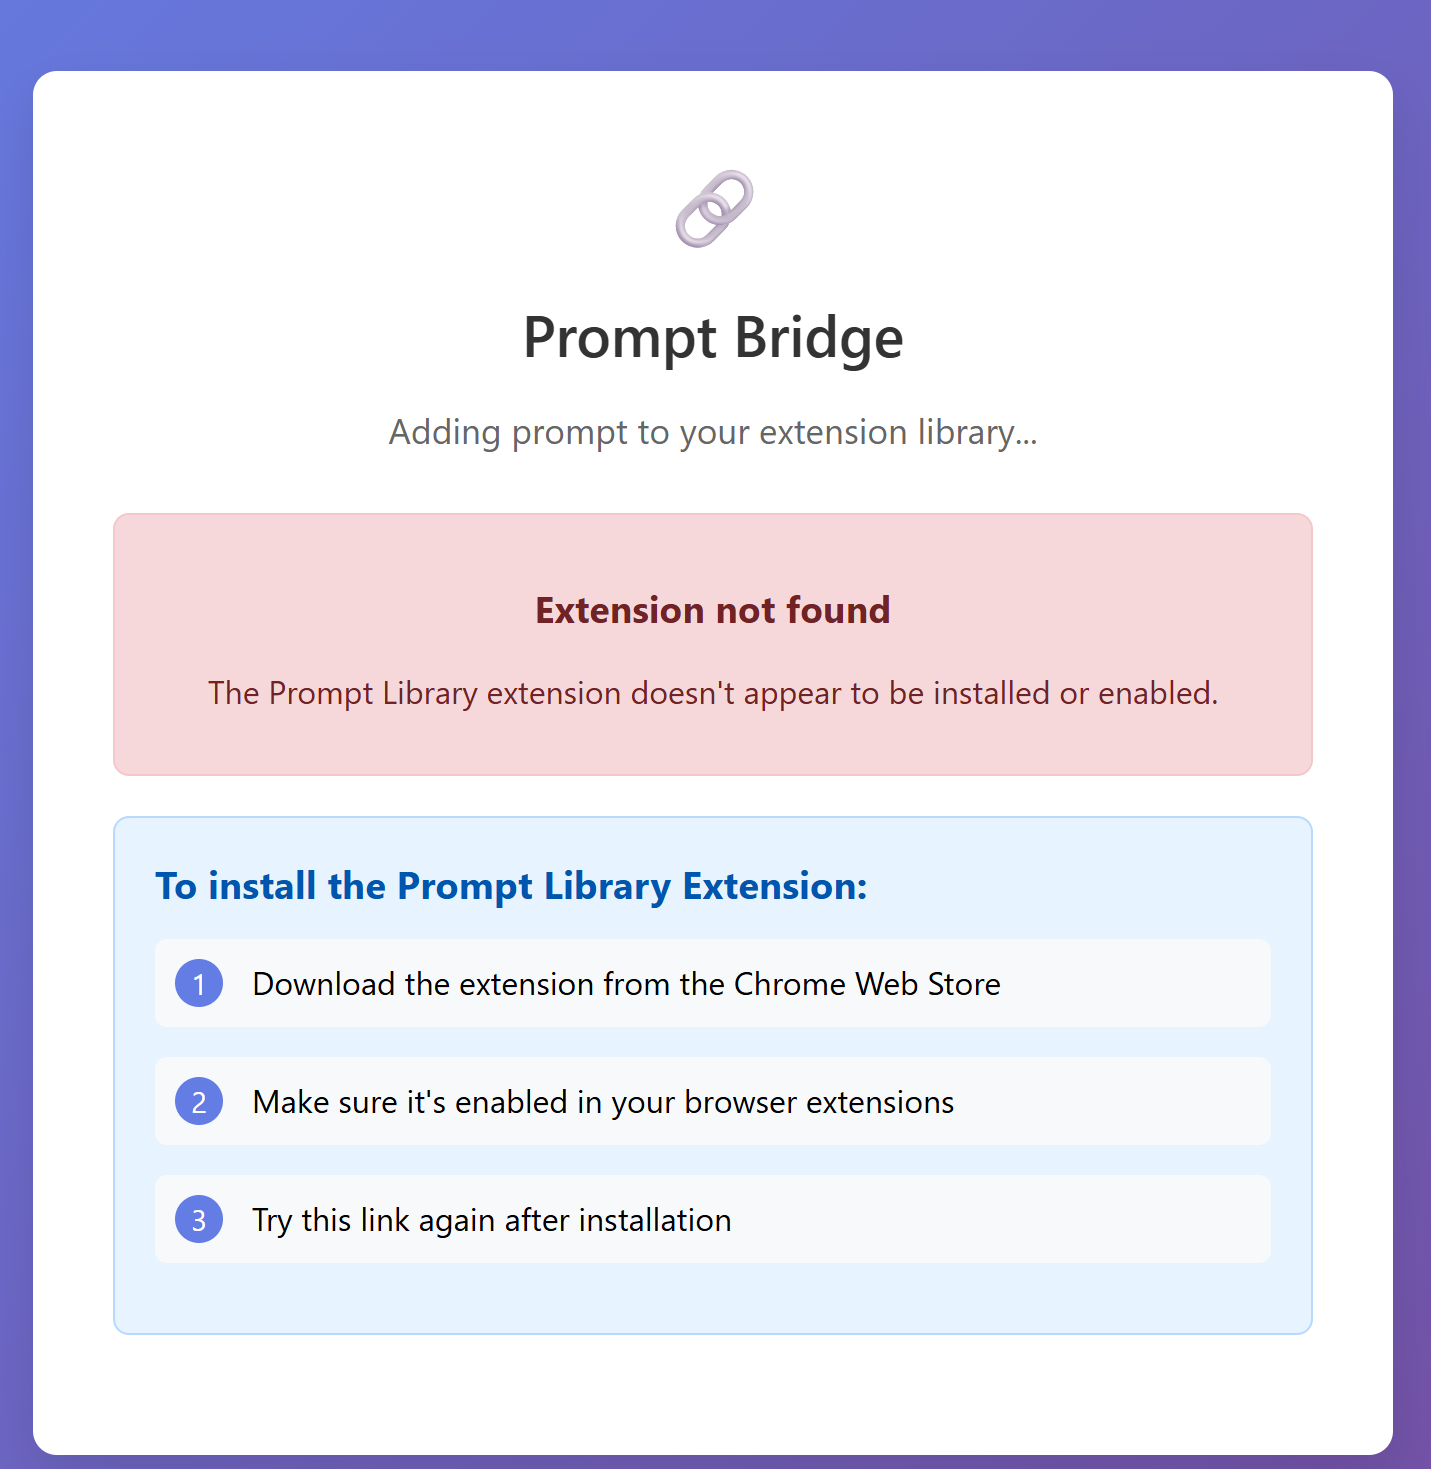 Prompt Bridge
Adding prompt to your extension library...
Extension not found
The Prompt Library extension doesn't appear to be installed or enabled.
To install the Prompt Library Extension:
1 Download the extension from the Chrome Web Store
2 Make sure it's enabled in your browser extensions
3 Try this link again after installation